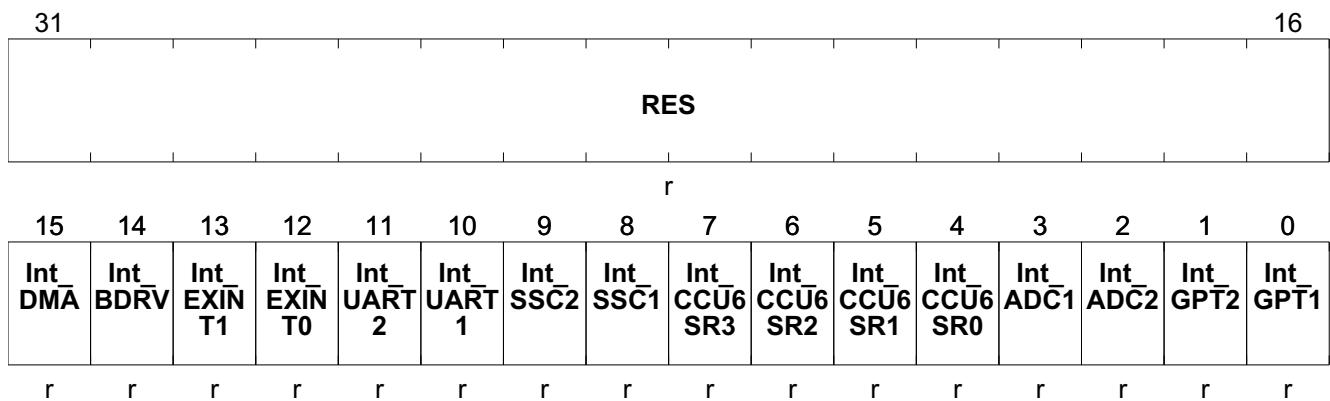 31 16
RES
r
15 14 13 12 11 10 9 8 7 6 5 4 3 2 1 0
Int_ Int_ Int_ Int_ Int_ Int_ Int_ Int_ Int_ Int_ Int_ Int_ Int_ Int_ Int_ Int_
DMA BDRV EXIN EXIN UART UART SSC2 SSC1 CCU6 CCU6 CCU6 CCU6 ADC1 ADC2 GPT2 GPT1
T1 T0 2 1 SR3 SR2 SR1 SR0
r r r r r r r r r r r r r r r r